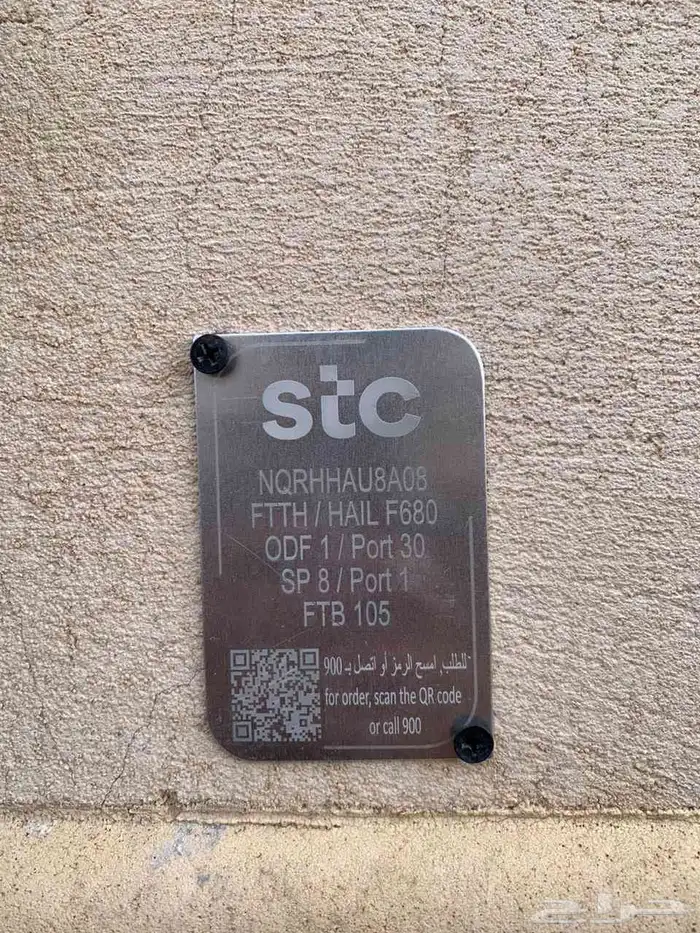 stc
NQRHHAU8A08
FTTH / HAIL F680
ODF 1 / Port 30
SP 8 / Port 1
FTB 105
للطلب, امسح الرمز أو اتصل بـ 900
for order, scan the QR code
or call 900
حراج